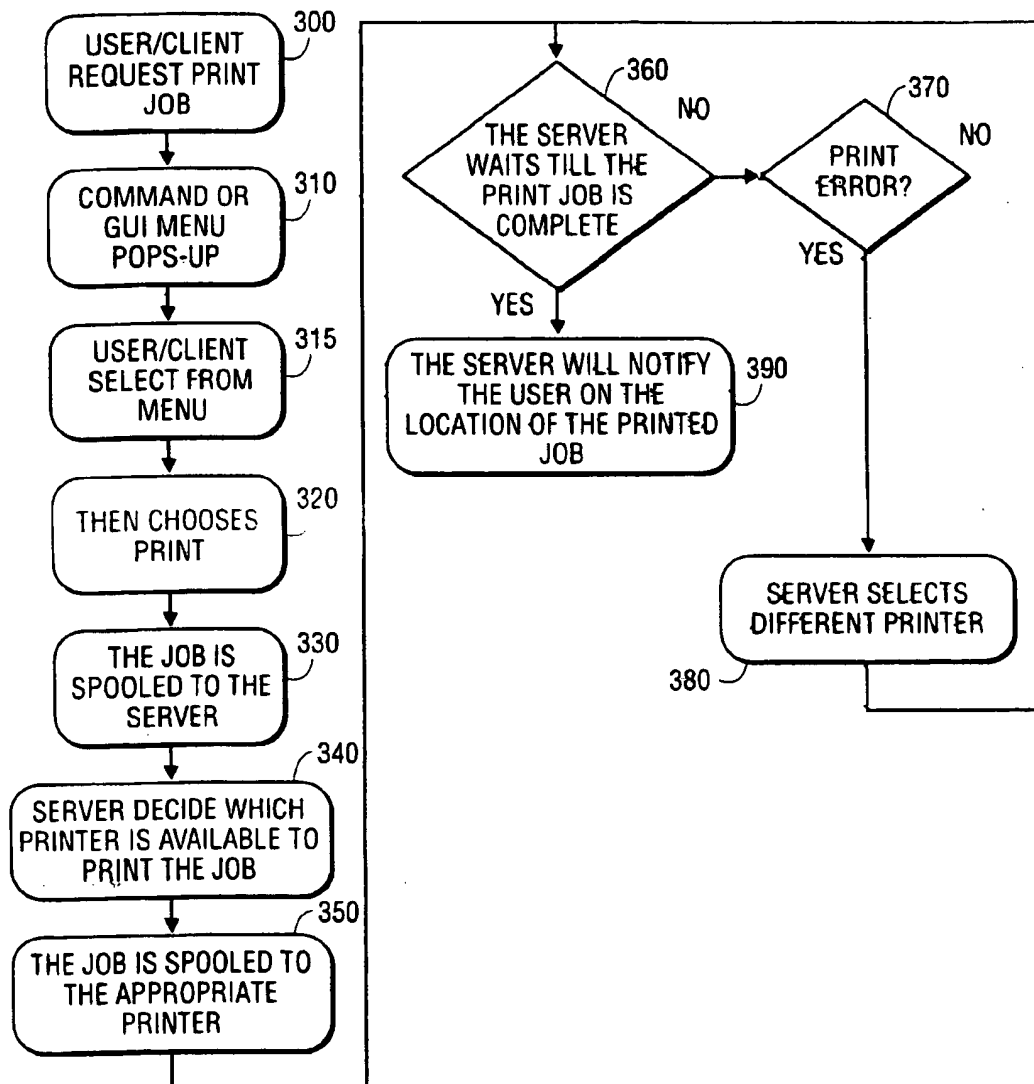 300
USER/CLIENT
REQUEST PRINT
JOB
310
COMMAND OR
GUI MENU
POPS-UP
315
USER/CLIENT
SELECT FROM
MENU
320
THEN CHOOSES
PRINT
330
THE JOB IS
SPOOLED TO THE
SERVER
340
SERVER DECIDE WHICH
PRINTER IS AVAILABLE TO
PRINT THE JOB
350
THE JOB IS SPOOLED TO
THE APPROPRIATE
PRINTER
360
NO
THE SERVER
WAITS TILL THE
PRINT JOB IS
COMPLETE
YES
370
NO
PRINT
ERROR?
YES
390
THE SERVER WILL NOTIFY
THE USER ON THE
LOCATION OF THE PRINTED
JOB
SERVER SELECTS
DIFFERENT PRINTER
380